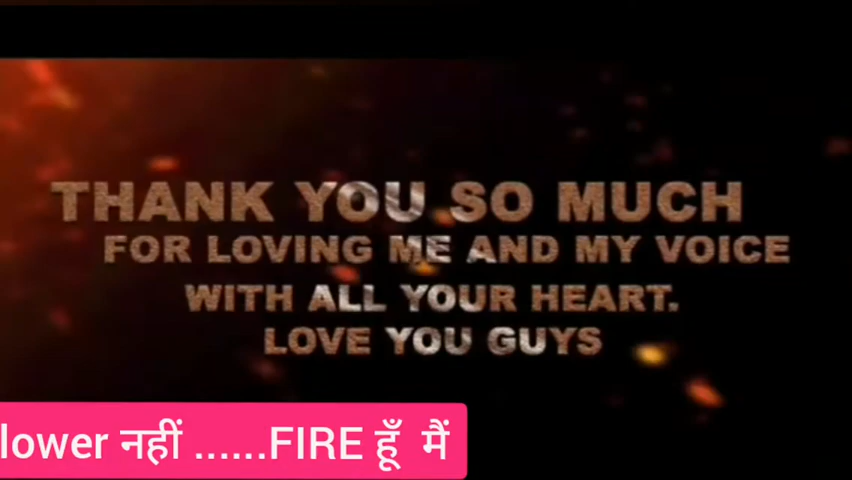 THANK YOU SO MUCH
FOR LOVING ME AND MY VOICE
WITH ALL YOUR HEART.
LOVE YOU GUYS
lower नहीं ......FIRE हूँ मैं